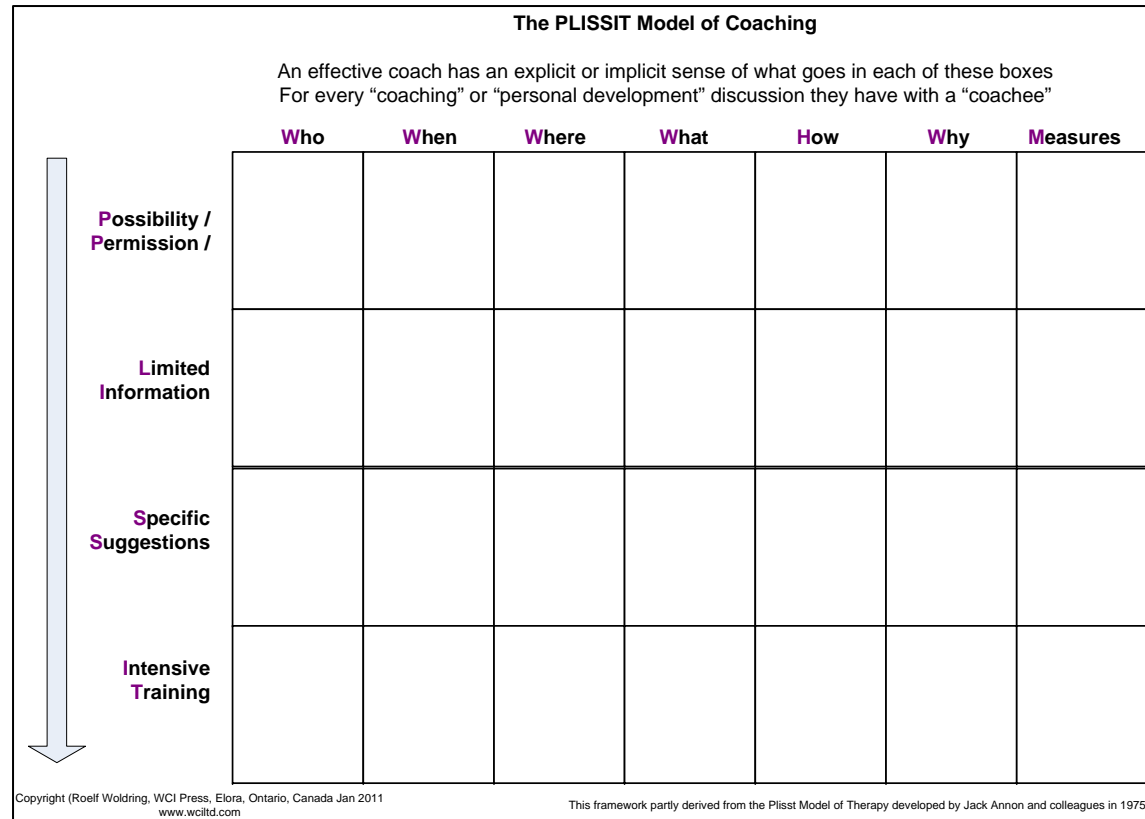 The PLISSIT Model of Coaching
An effective coach has an explicit or implicit sense of what goes in each of these boxes
For every “coaching” or “personal development” discussion they have with a “coachee”
Who When Where What How Why Measures
Possibility /
Permission /
Limited
Information
Specific
Suggestions
Intensive
Training
Copyright (Roelf Woldring, WCI Press, Elora, Ontario, Canada Jan 2011
www.wciltd.com
This framework partly derived from the Plisst Model of Therapy developed by Jack Annon and colleagues in 1975